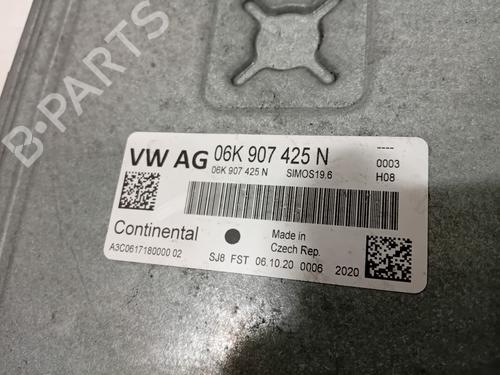 B-PARTS
VW AG 06K 907 425 N
----
0003
H08
06K 907 425 N SIMOS19.6
Continental
Made in
Czech Rep.
A3C0617180000 02
SJ8 FST 06.10.20 0006 2020